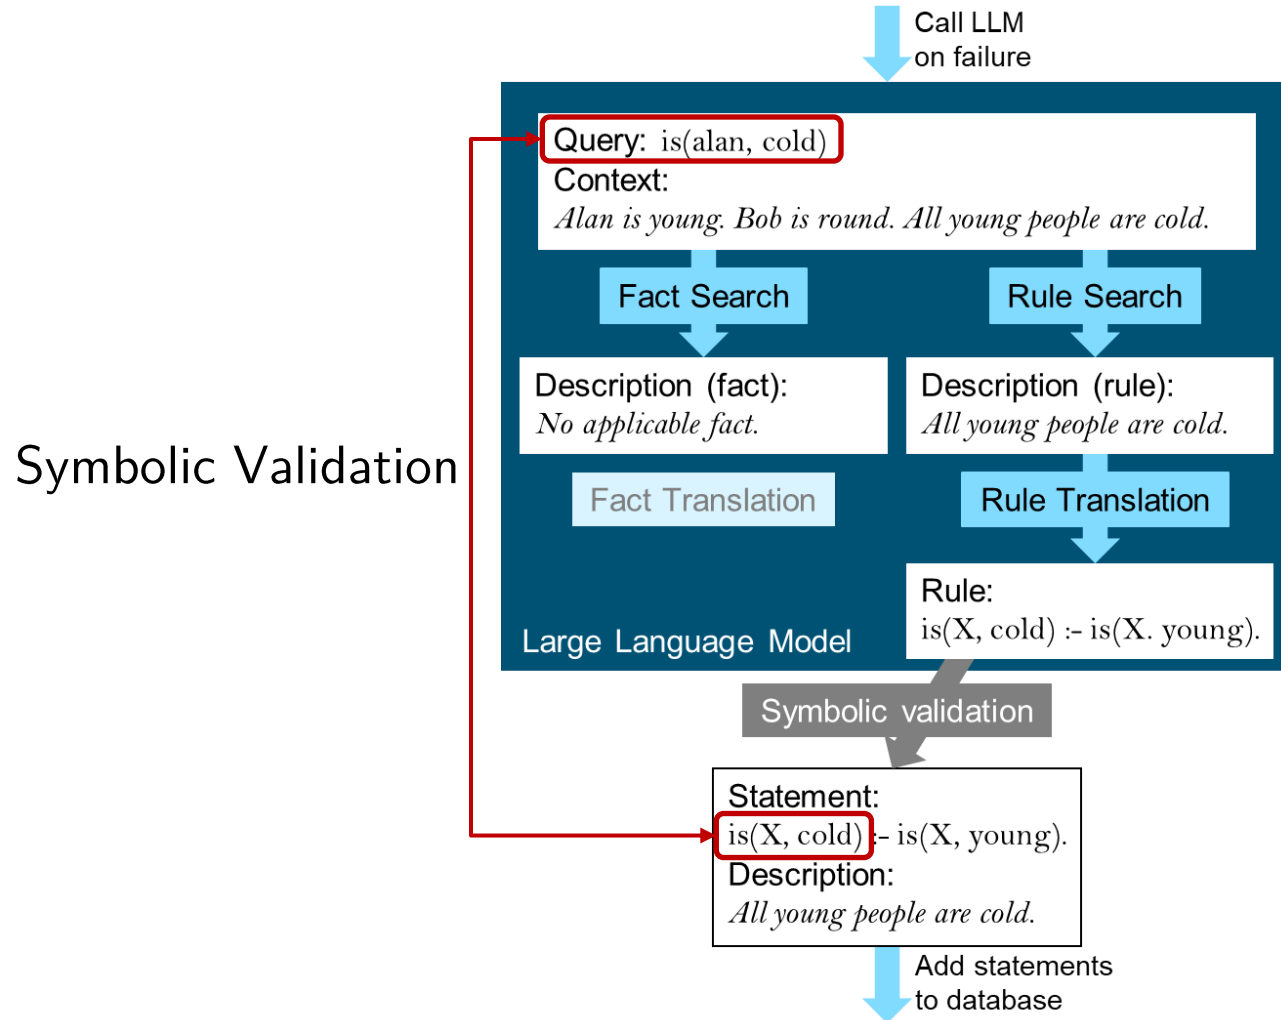 Call LLM
on failure
Query: is(alan, cold)
Context:
Alan is young. Bob is round. All young people are cold.
Fact Search
Rule Search
Description (fact):
No applicable fact.
Description (rule):
All young people are cold.
Symbolic Validation
Fact Translation
Rule Translation
Rule:
is(X, cold) :- is(X. young).
Large Language Model
Symbolic validation
Statement:
is(X, cold) :- is(X, young).
Description:
All young people are cold.
Add statements
to database